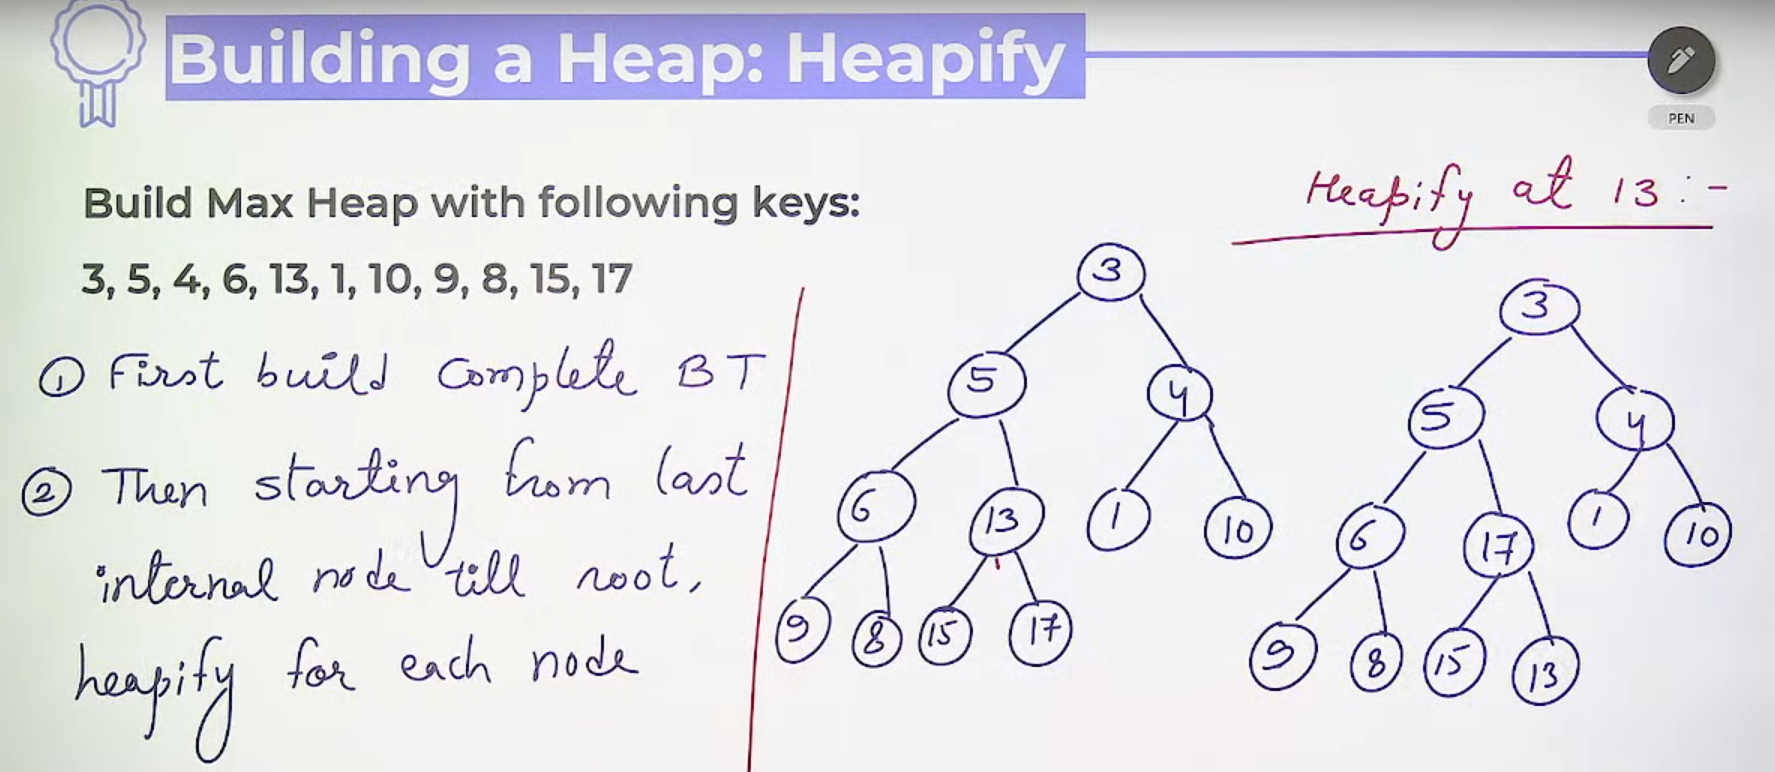 Building a Heap: Heapify
PEN
Build Max Heap with following keys:
3, 5, 4, 6, 13, 1, 10, 9, 8, 15, 17
① First build Complete BT
② Then starting from last
internal node till root,
heapify for each node
3
5 4
6 13 1 10
9 8 15 17
Heapify at 13 :-
3
5 4
6 17 1 10
9 8 15 13